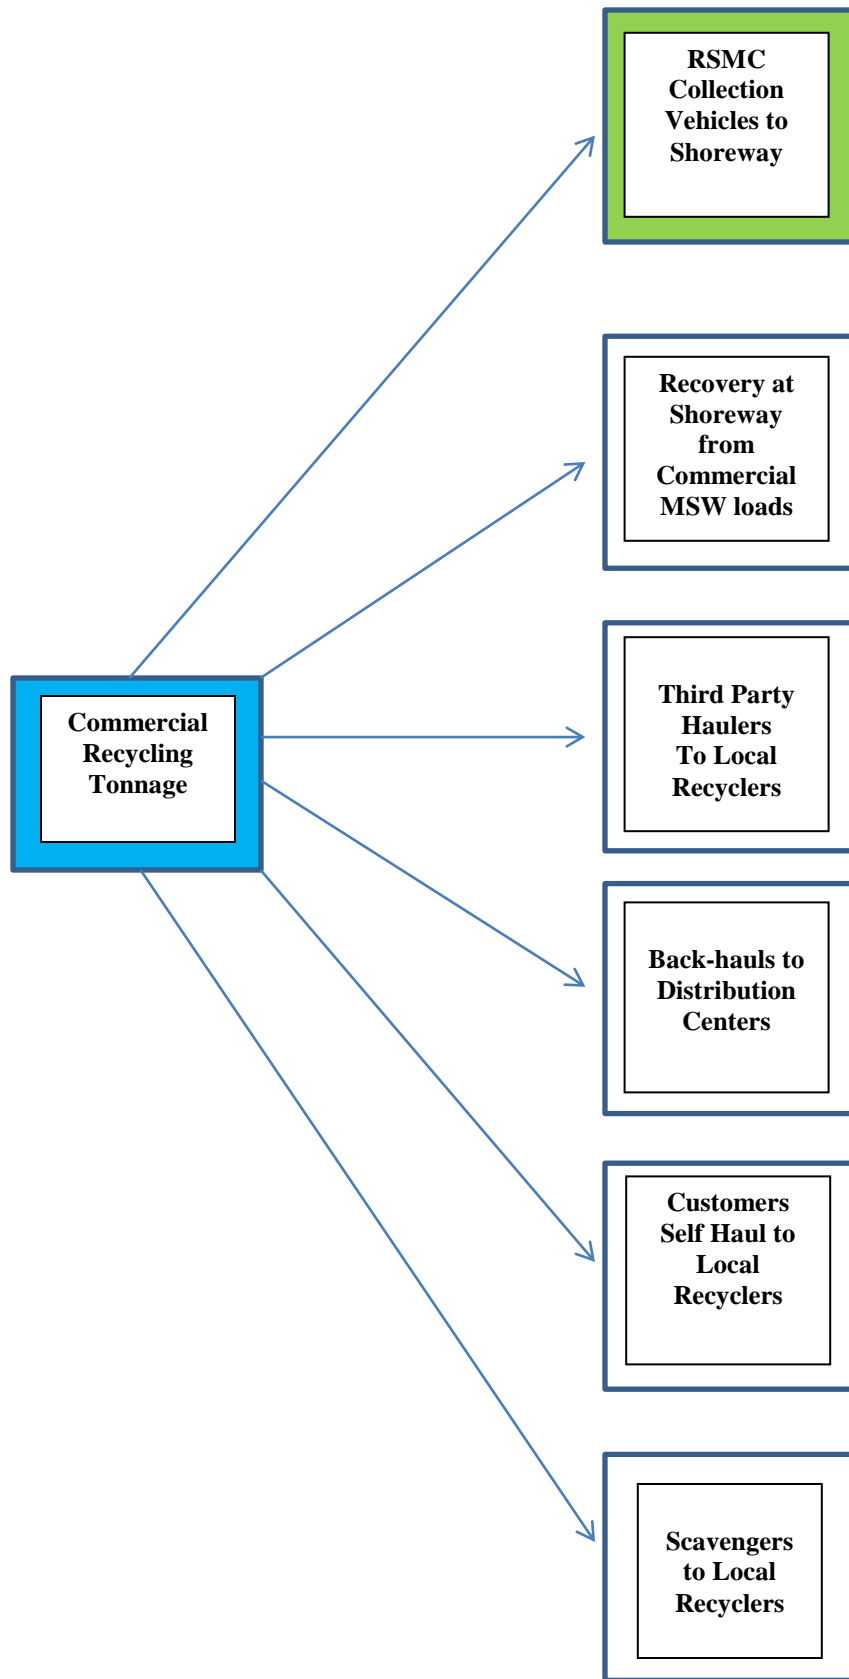 RSMC
Collection
Vehicles to
Shoreway
Recovery at
Shoreway
from
Commercial
MSW loads
Third Party
Haulers
To Local
Recyclers
Commercial
Recycling
Tonnage
Back-hauls to
Distribution
Centers
Customers
Self Haul to
Local
Recyclers
Scavengers
to Local
Recyclers